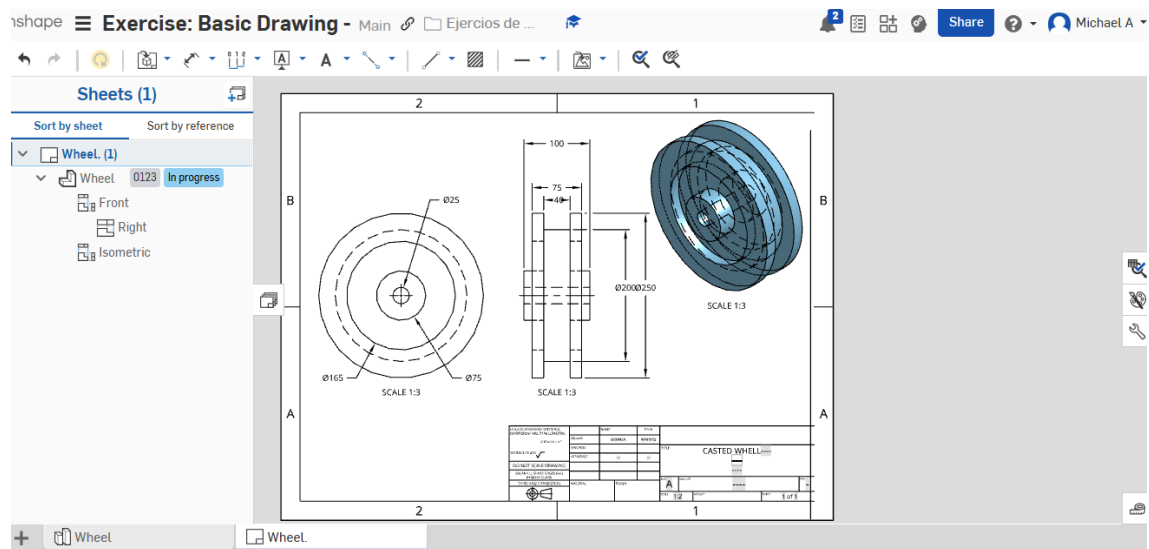 nshape Exercise: Basic Drawing - Main Ejercios de ... 2 Share Michael A
A
Sheets (1)
Sort by sheet Sort by reference
Wheel. (1)
Wheel 0123 In progress
Front
Right
Isometric
2 1
100
75
40
Ø25
B B
Ø200 Ø250
SCALE 1:3
Ø165 Ø75
SCALE 1:3 SCALE 1:3
A A
DO NOT SCALE DRAWING
CASTED WHELL
A
1:2 1 of 1
2 1
Wheel Wheel.